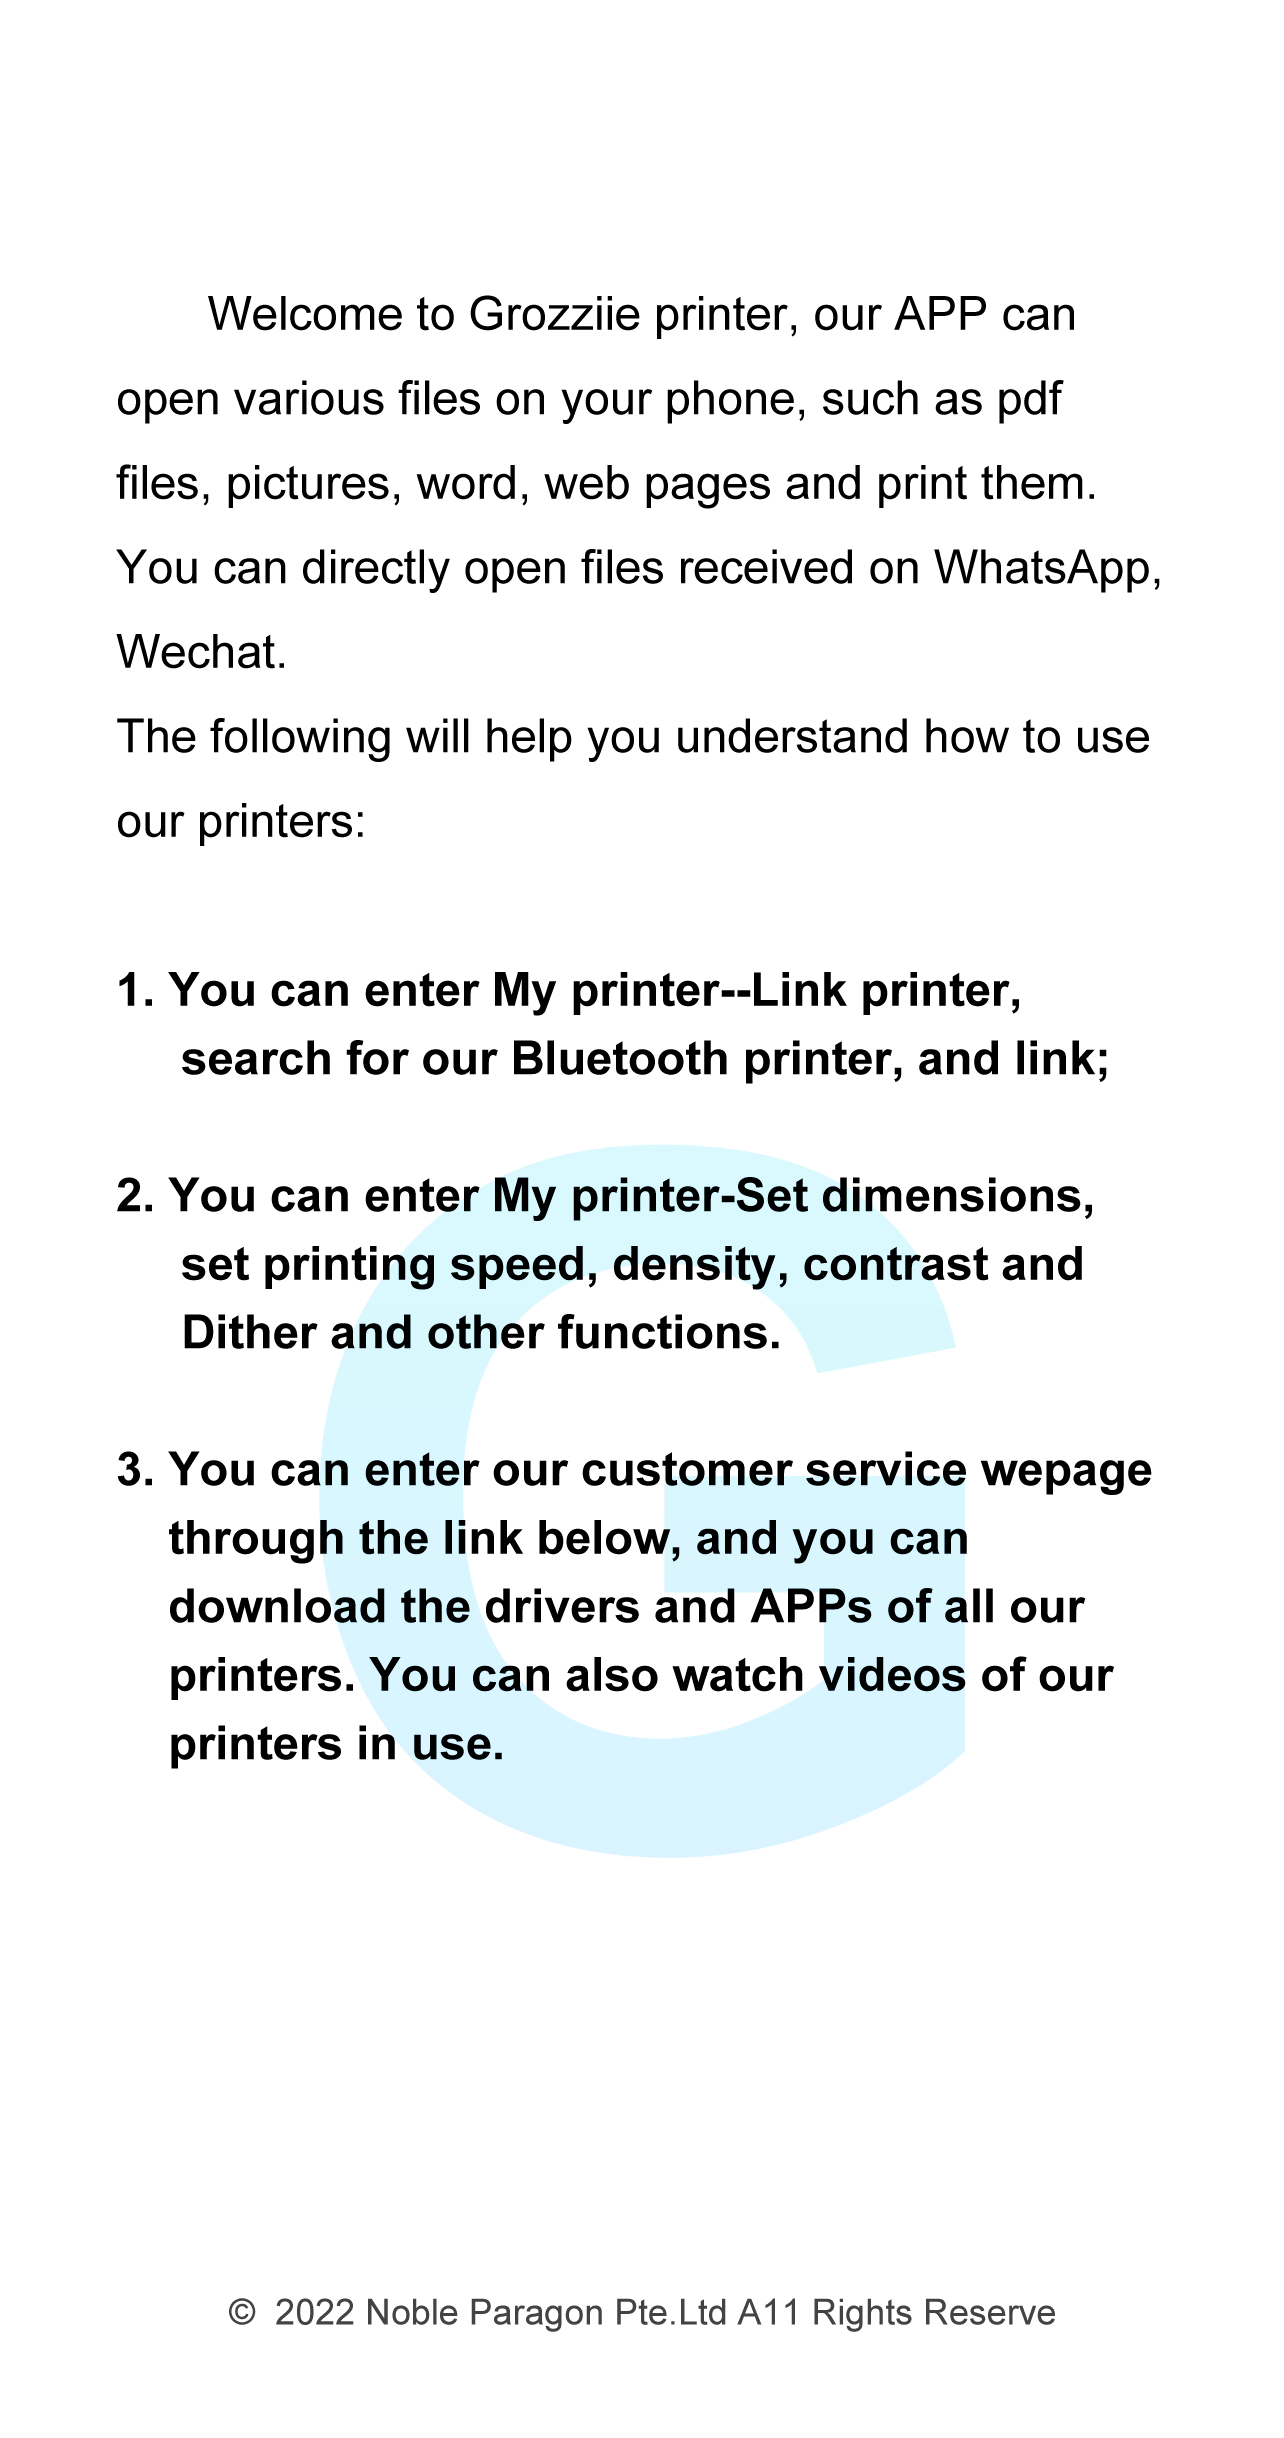 Welcome to Grozziie printer, our APP can
open various files on your phone, such as pdf
files, pictures, word, web pages and print them.
You can directly open files received on WhatsApp,
Wechat.
The following will help you understand how to use
our printers:
1. You can enter My printer--Link printer,
search for our Bluetooth printer, and link;
2. You can enter My printer-Set dimensions,
set printing speed, density, contrast and
Dither and other functions.
3. You can enter our customer service wepage
through the link below, and you can
download the drivers and APPs of all our
printers. You can also watch videos of our
printers in use.
G
© 2022 Noble Paragon Pte.Ltd A11 Rights Reserve